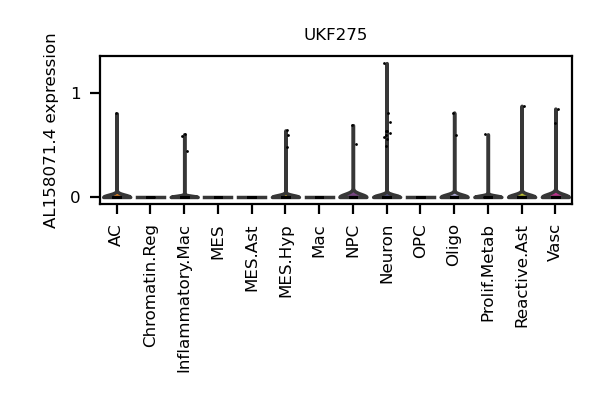 UKF275
AL158071.4 expression
1
0
AC
Chromatin.Reg
Inflammatory.Mac
MES
MES.Ast
MES.Hyp
Mac
NPC
Neuron
OPC
Oligo
Prolif.Metab
Reactive.Ast
Vasc